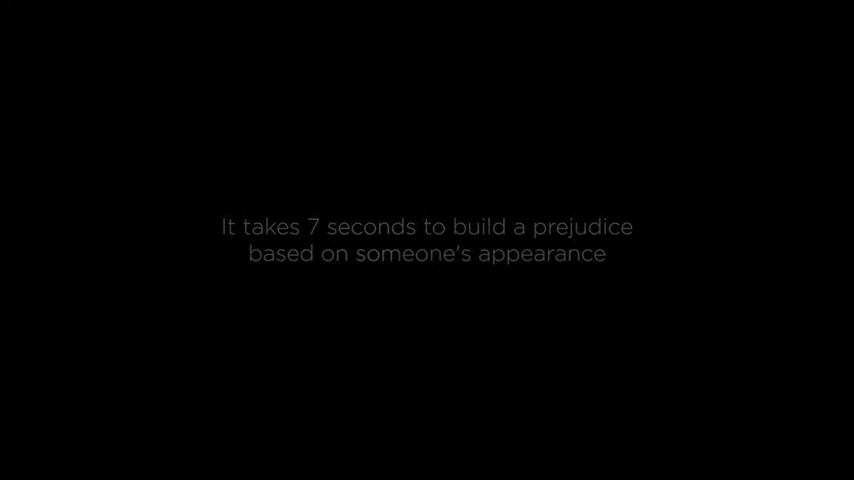 It takes 7 seconds to build a prejudice
based on someone's appearance